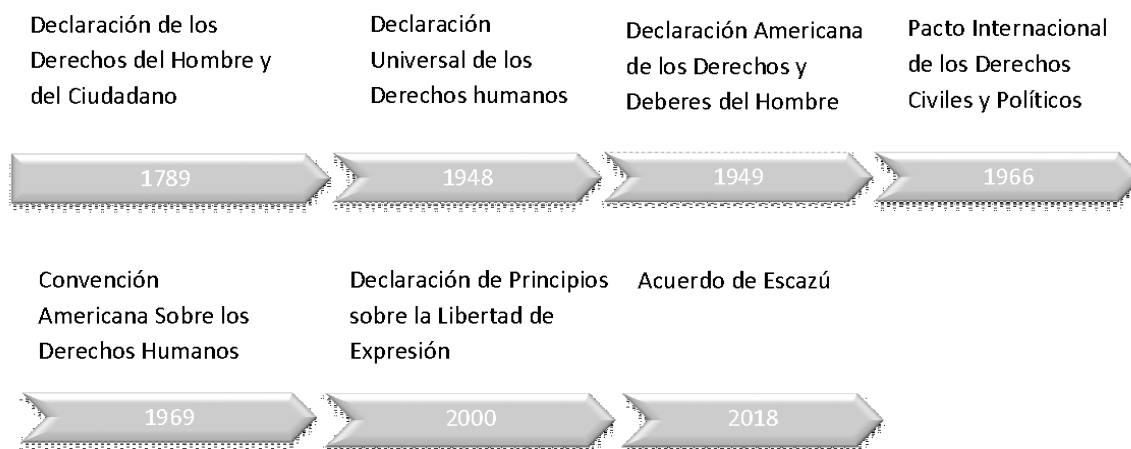 Declaración de los
Derechos del Hombre y
del Ciudadano
Declaración
Universal de los
Derechos humanos
Declaración Americana
de los Derechos y
Deberes del Hombre
Pacto Internacional
de los Derechos
Civiles y Políticos
1789
1948
1949
1966
Convención
Americana Sobre los
Derechos Humanos
Declaración de Principios
sobre la Libertad de
Expresión
Acuerdo de Escazú
1969
2000
2018